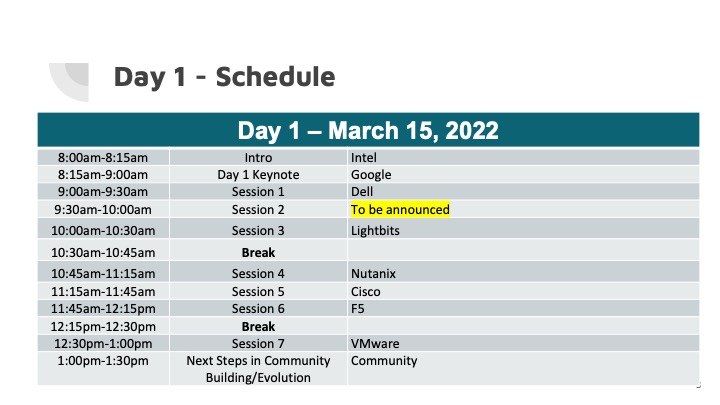 Day 1 - Schedule
Day 1 – March 15, 2022
8:00am-8:15am Intro Intel
8:15am-9:00am Day 1 Keynote Google
9:00am-9:30am Session 1 Dell
9:30am-10:00am Session 2 To be announced
10:00am-10:30am Session 3 Lightbits
10:30am-10:45am Break
10:45am-11:15am Session 4 Nutanix
11:15am-11:45am Session 5 Cisco
11:45am-12:15pm Session 6 F5
12:15pm-12:30pm Break
12:30pm-1:00pm Session 7 VMware
1:00pm-1:30pm Next Steps in Community Community
Building/Evolution